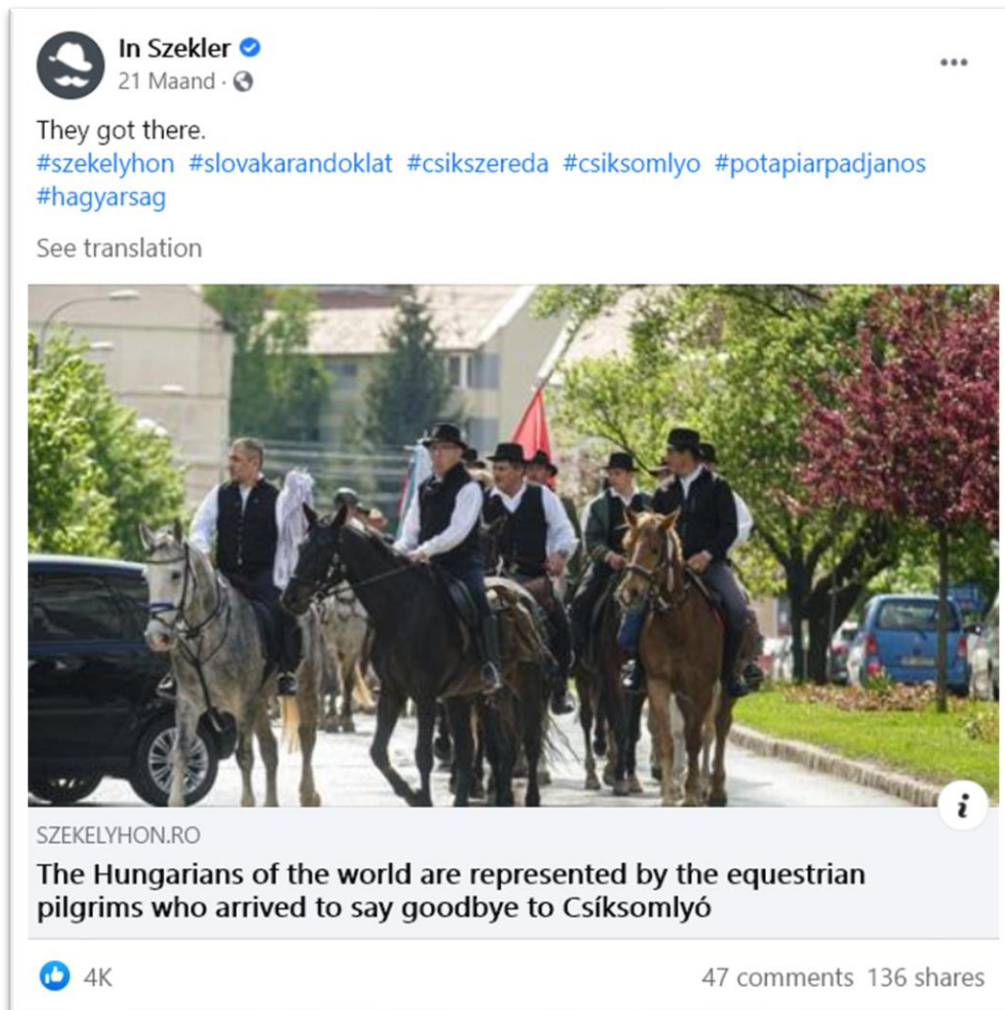 In Szekler
21 Maand ·
They got there.
#szekelyhon #slovakarandoklat #csikszereda #csiksomlyo #potapiarpadjanos
#hagyarsag
See translation
SZEKELYHON.RO
The Hungarians of the world are represented by the equestrian
pilgrims who arrived to say goodbye to Csíksomlyó
4K
47 comments 136 shares